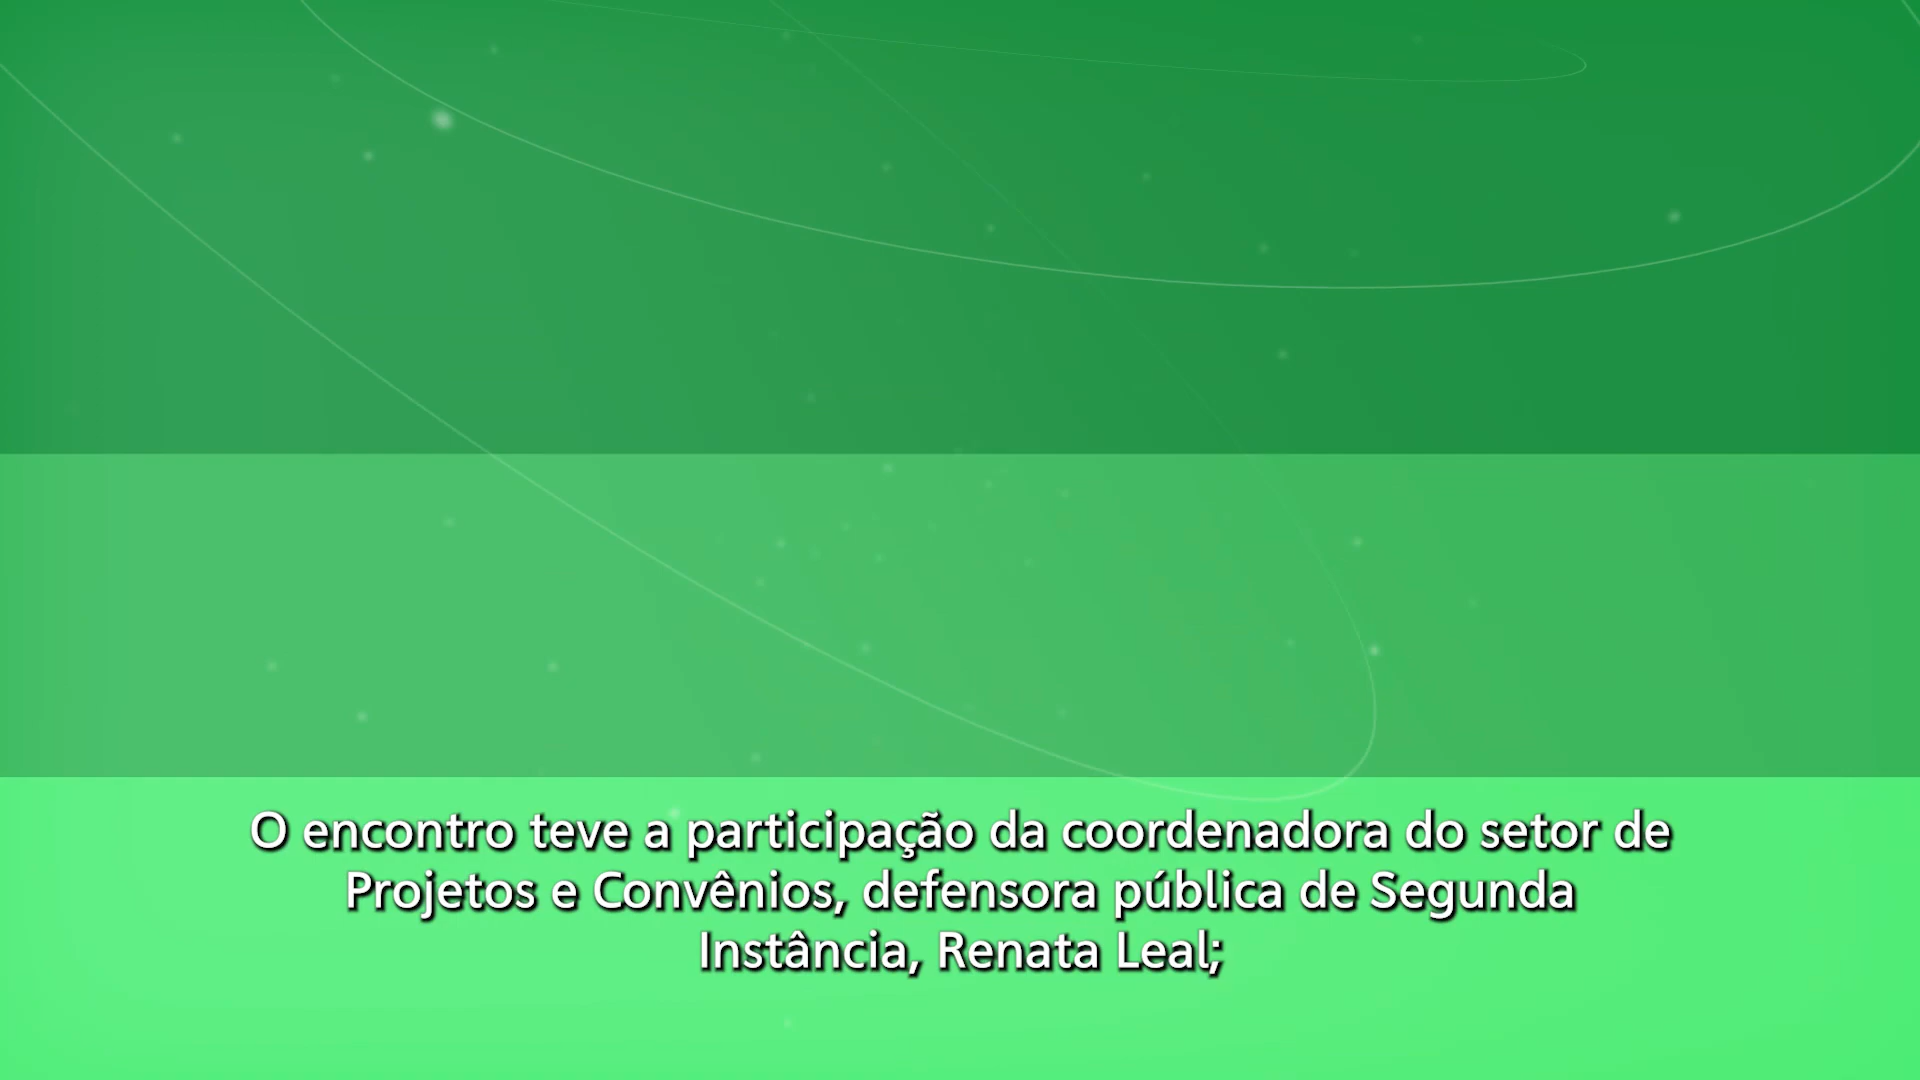 O encontro teve a participação da coordenadora do setor de
Projetos e Convênios, defensora pública de Segunda
Instância, Renata Leal;